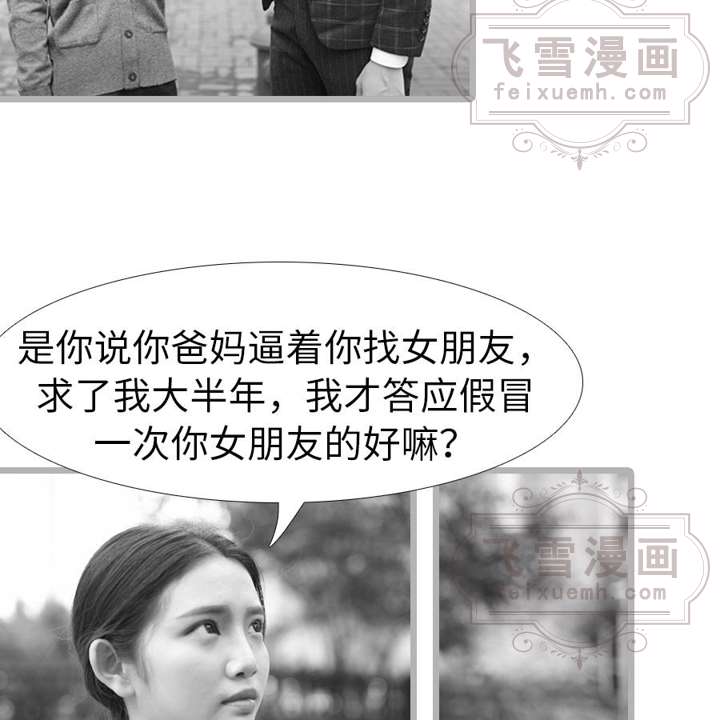 飞雪漫画
feixuemh.com
是你说你爸妈逼着你找女朋友，
求了我大半年，我才答应假冒
一次你女朋友的好嘛？
飞雪漫画
feixuemh.com